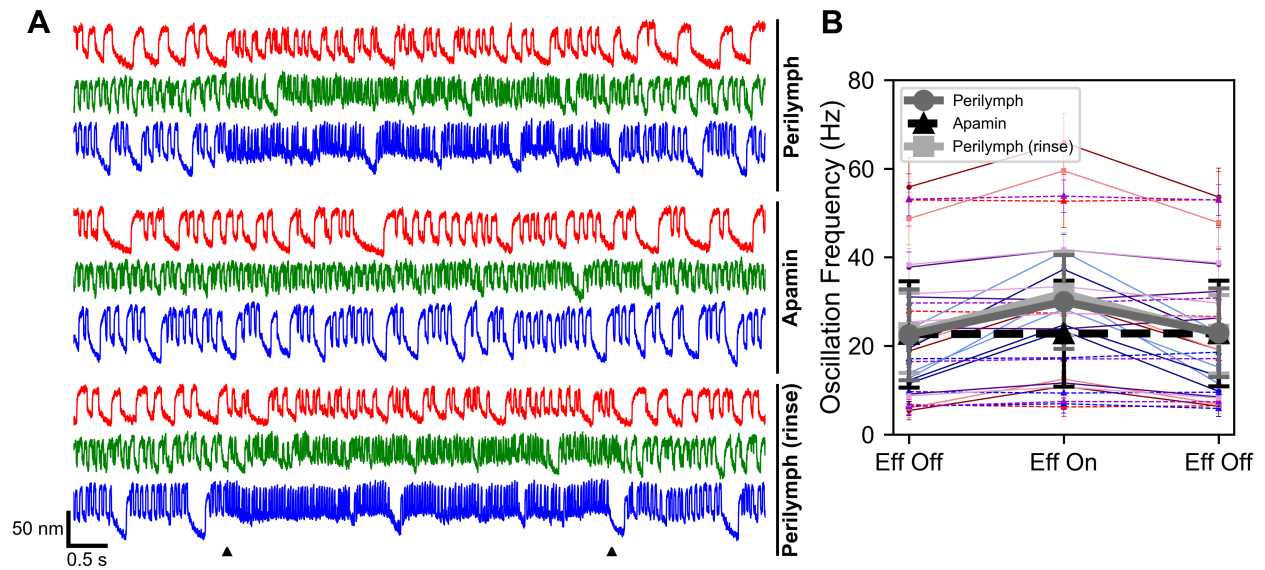 A
Perilymph
Apamin
Perilymph (rinse)
50 nm
0.5 s
B
Oscillation Frequency (Hz)
80
60
40
20
0
Perilymph
Apamin
Perilymph (rinse)
Eff Off
Eff On
Eff Off